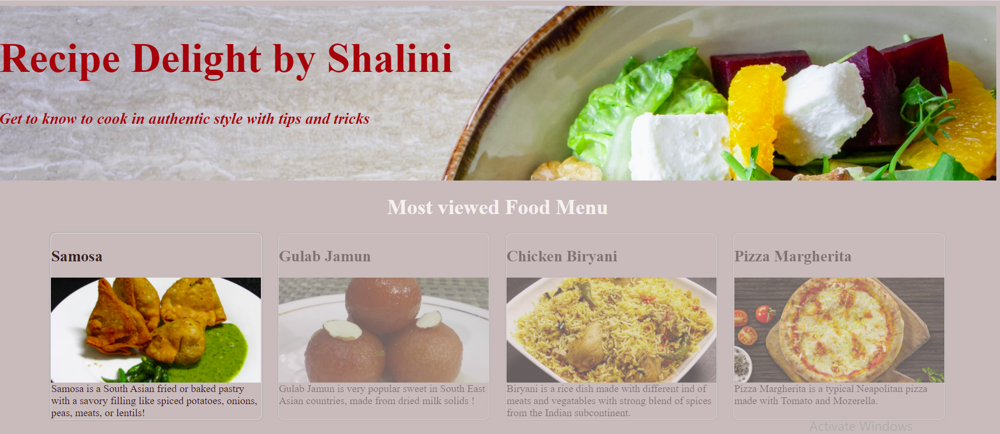 Recipe Delight by Shalini
Get to know to cook in authentic style with tips and tricks
Most viewed Food Menu
Samosa
Samosa is a South Asian fried or baked pastry
with a savory filling like spiced potatoes, onions,
peas, meats, or lentils!
Gulab Jamun
Gulab Jamun is very popular sweet in South East
Asian countries, made from dried milk solids !
Chicken Biryani
Biryani is a rice dish made with different ind of
meats and vegatables with strong blend of spices
from the Indian subcontinent.
Pizza Margherita
Pizza Margherita is a typical Neapolitan pizza
made with Tomato and Mozerella.
Activate Windows